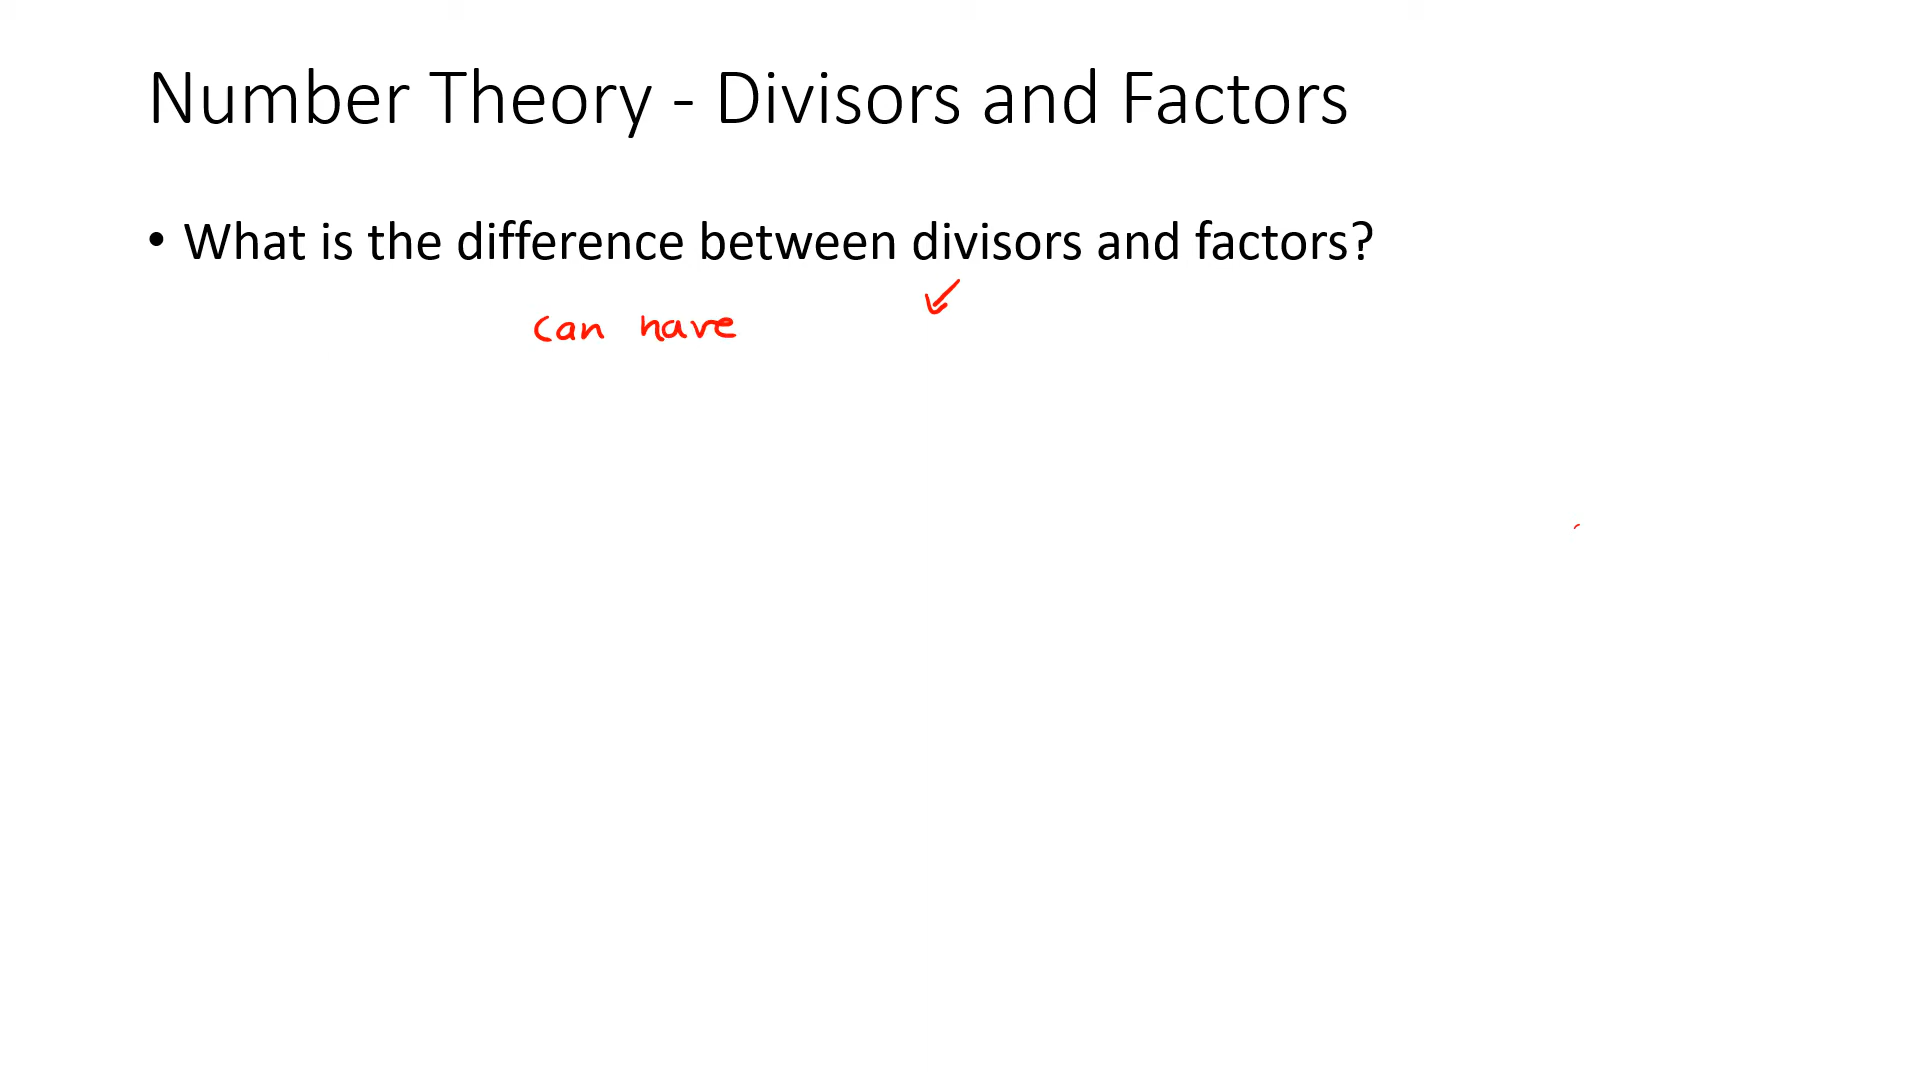 Number Theory - Divisors and Factors
• What is the difference between divisors and factors?
can have